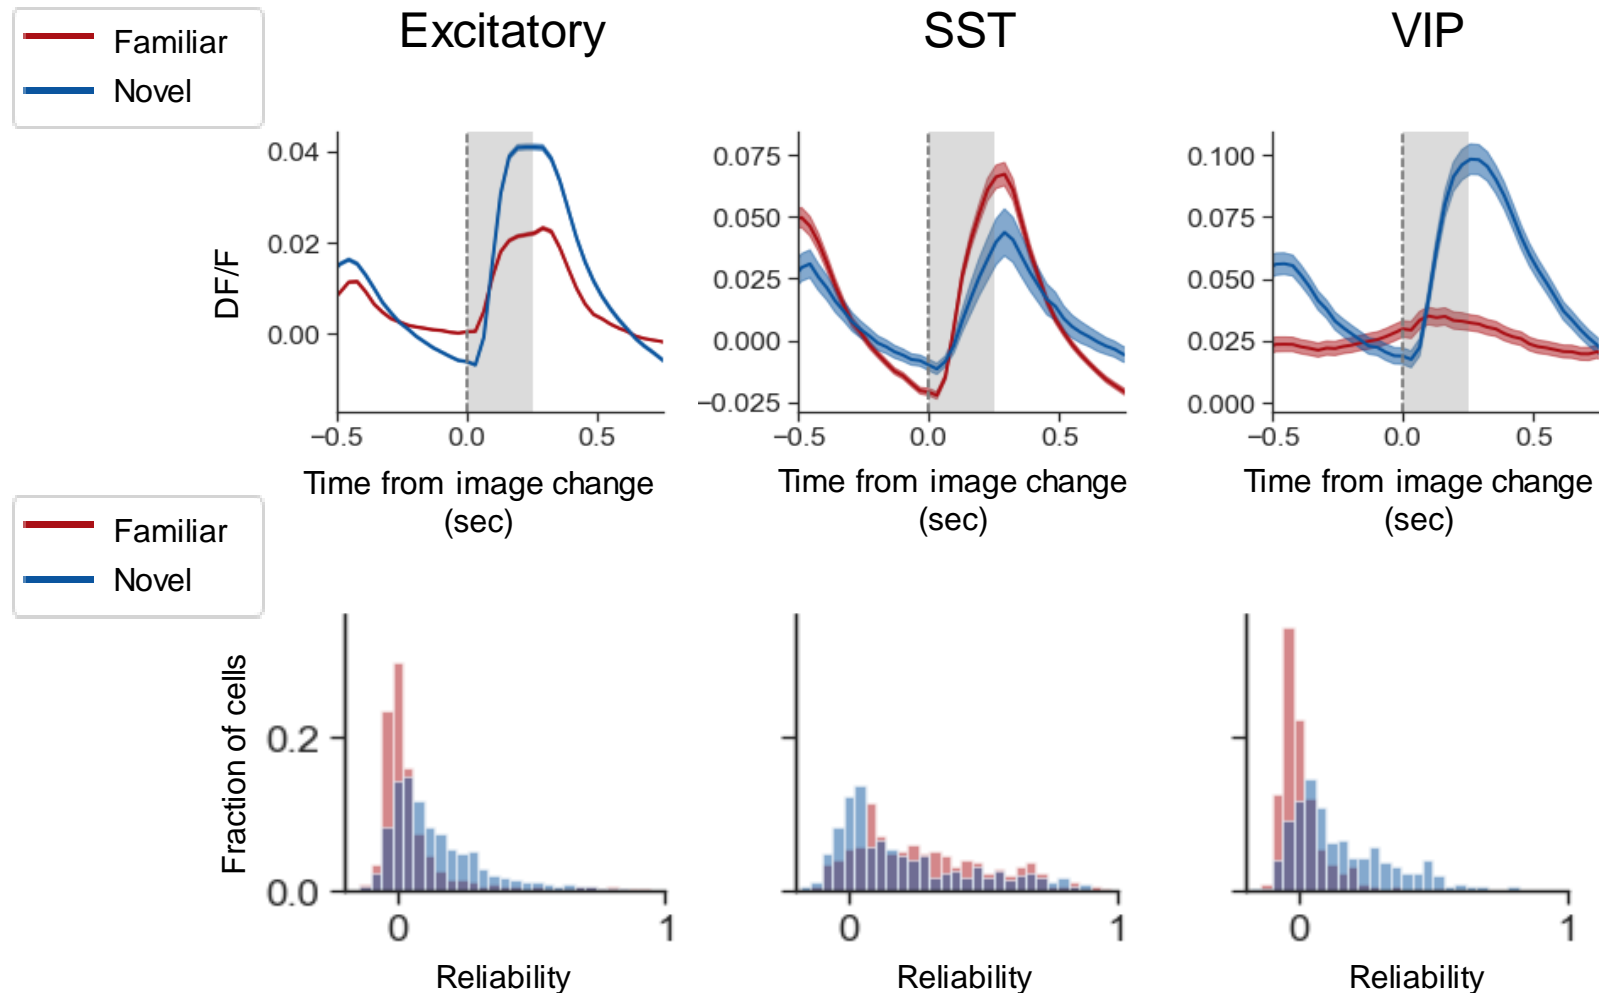 Familiar
Novel
Excitatory
SST
VIP
DF/F
0.04
0.02
0.00
−0.5
0.0
0.5
Time from image change
(sec)
0.075
0.050
0.025
0.000
−0.025
−0.5
0.0
0.5
Time from image change
(sec)
0.100
0.075
0.050
0.025
0.000
−0.5
0.0
0.5
Time from image change
(sec)
Familiar
Novel
Fraction of cells
0.2
0.0
0
1
Reliability
0
1
Reliability
0
1
Reliability